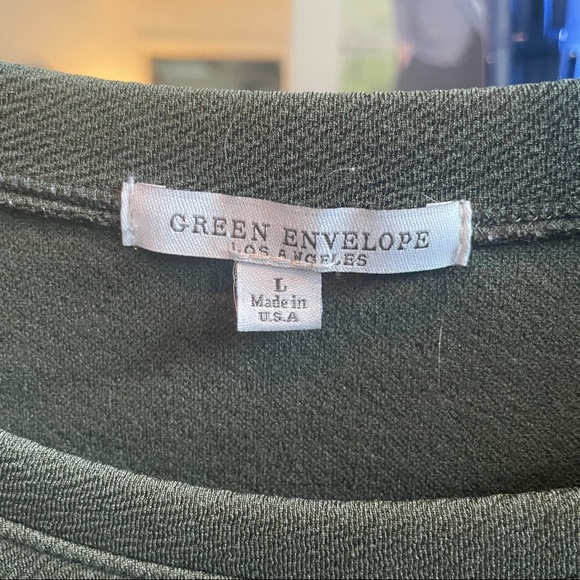 GREEN ENVELOPE
LOS ANGELES
L
Made in
U.S.A